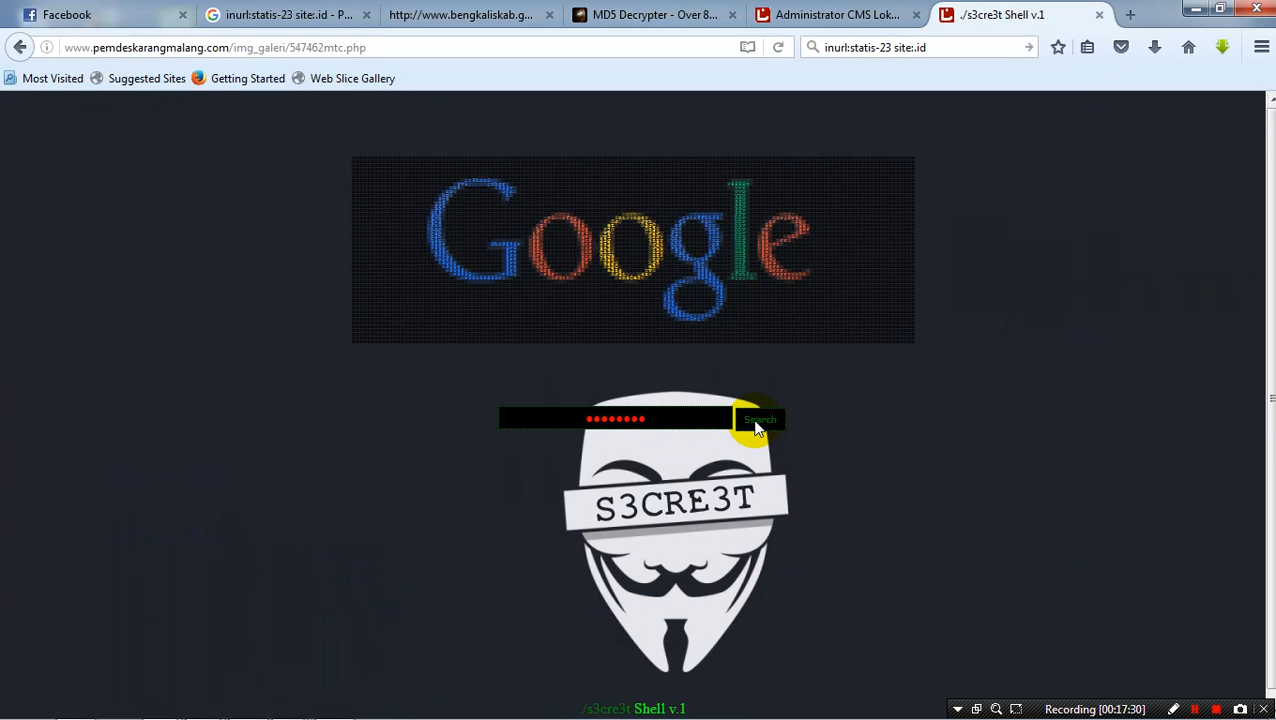 Facebook
inurl:statis-23 site:.id - P...
http://www.bengkaliskab.g...
MD5 Decrypter - Over 8...
Administrator CMS Lok...
./s3cre3t Shell v.1
www.pemdeskarangmalang.com/img_galeri/547462mtc.php
inurl:statis-23 site:.id
Most Visited
Suggested Sites
Getting Started
Web Slice Gallery
Google
Search
S3CRE3T
./s3cre3t Shell v.1
Recording [00:17:30]